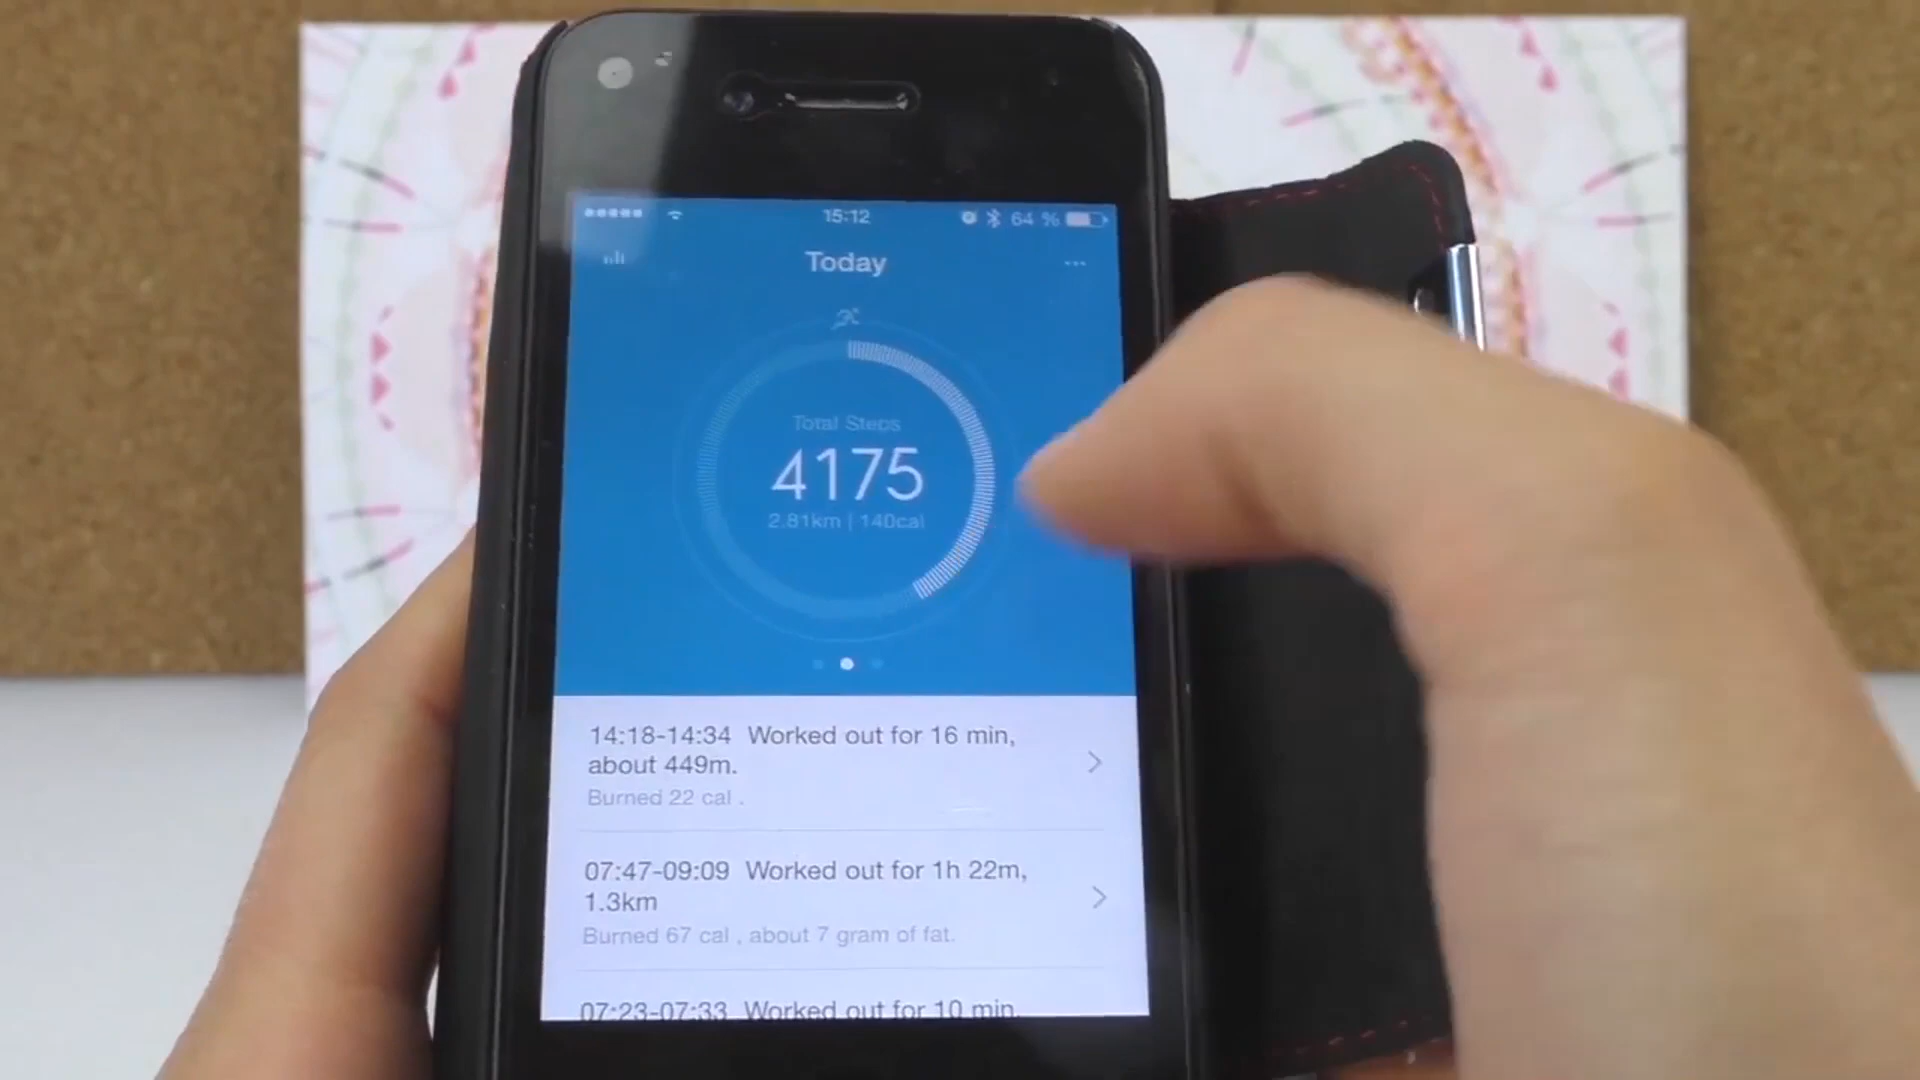 15:12 64 %
Today
Total Steps
4175
2.81km | 140cal
14:18-14:34 Worked out for 16 min,
about 449m.
Burned 22 cal .
07:47-09:09 Worked out for 1h 22m,
1.3km
Burned 67 cal , about 7 gram of fat.
07:23-07:33 Worked out for 10 min,